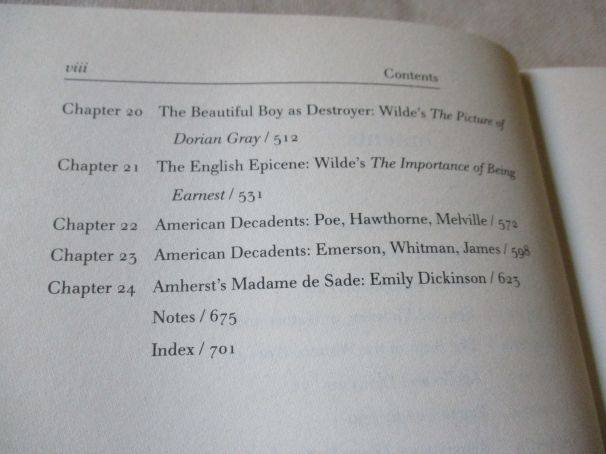 viii
Contents
Chapter 20 The Beautiful Boy as Destroyer: Wilde's The Picture of
Dorian Gray / 512
Chapter 21 The English Epicene: Wilde's The Importance of Being
Earnest / 531
Chapter 22 American Decadents: Poe, Hawthorne, Melville / 572
Chapter 23 American Decadents: Emerson, Whitman, James / 598
Chapter 24 Amherst's Madame de Sade: Emily Dickinson / 623
Notes / 675
Index / 701